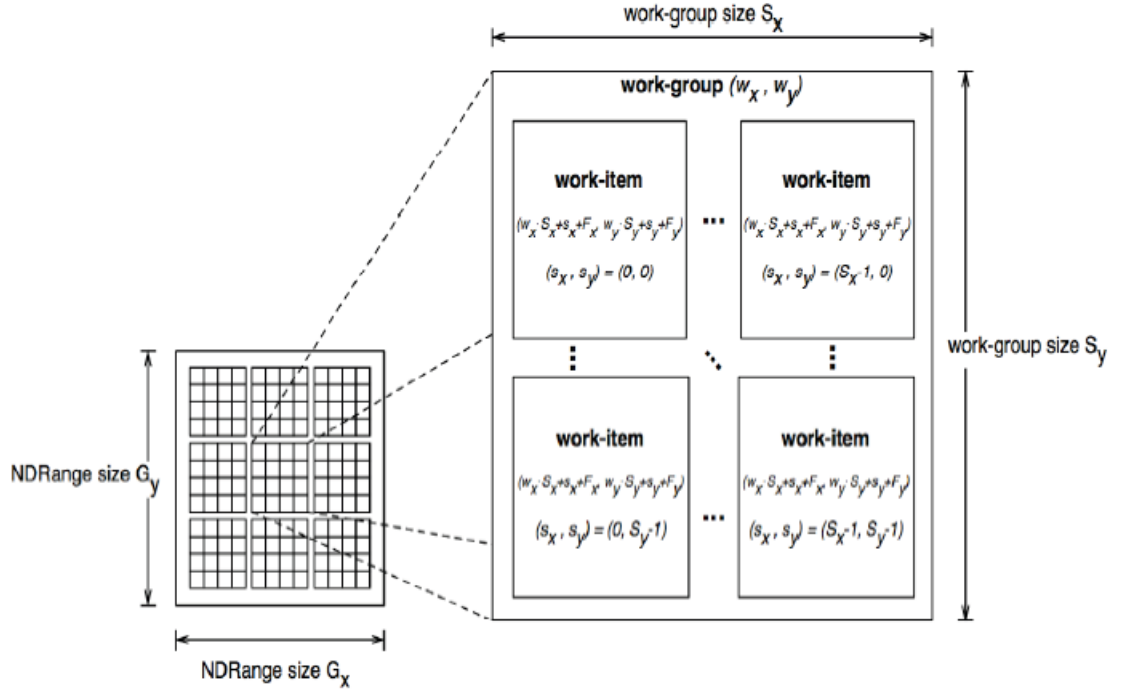 work-group size Sx
work-group (wx , wy)
work-item
work-item
(wx·Sx+sx+Fx, wy·Sy+sy+Fy)
...
(wx·Sx+sx+Fx, wy·Sy+sy+Fy)
(sx , sy) = (0, 0)
(sx , sy) = (Sx-1, 0)
work-group size Sy
work-item
work-item
NDRange size Gy
(wx·Sx+sx+Fx, wy·Sy+sy+Fy)
(wx·Sx+sx+Fx, wy·Sy+sy+Fy)
...
(sx , sy) = (0, Sy-1)
(sx , sy) = (Sx-1, Sy-1)
NDRange size Gx